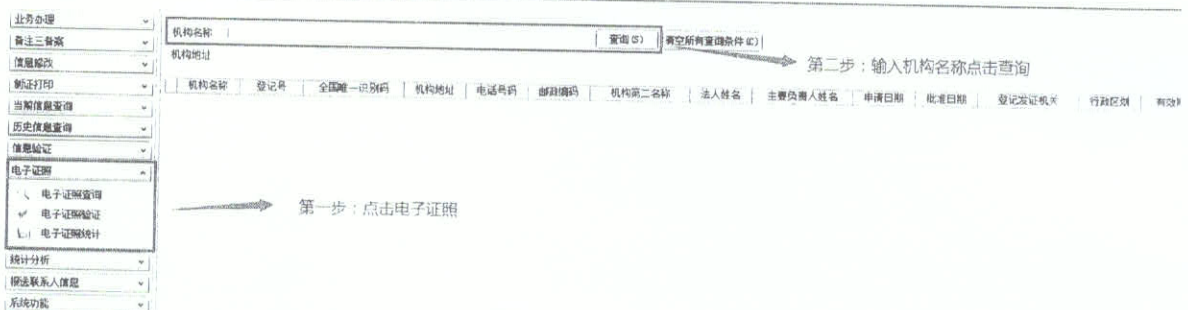 业务办理
备注三备案
信息修改
制证打印
当前信息查询
历史信息查询
信息验证
电子证照
电子证照查询
电子证照验证
电子证照统计
统计分析
报送联系人信息
系统功能
机构名称
查询(S) 清空所有查询条件(C)
机构地址
第二步：输入机构名称点击查询
机构名称 登记号 全国唯一识别码 机构地址 电话号码 邮政编码 机构第二名称 法人姓名 主要负责人姓名 申请日期 批准日期 登记发证机关 行政区划 有效
第一步：点击电子证照